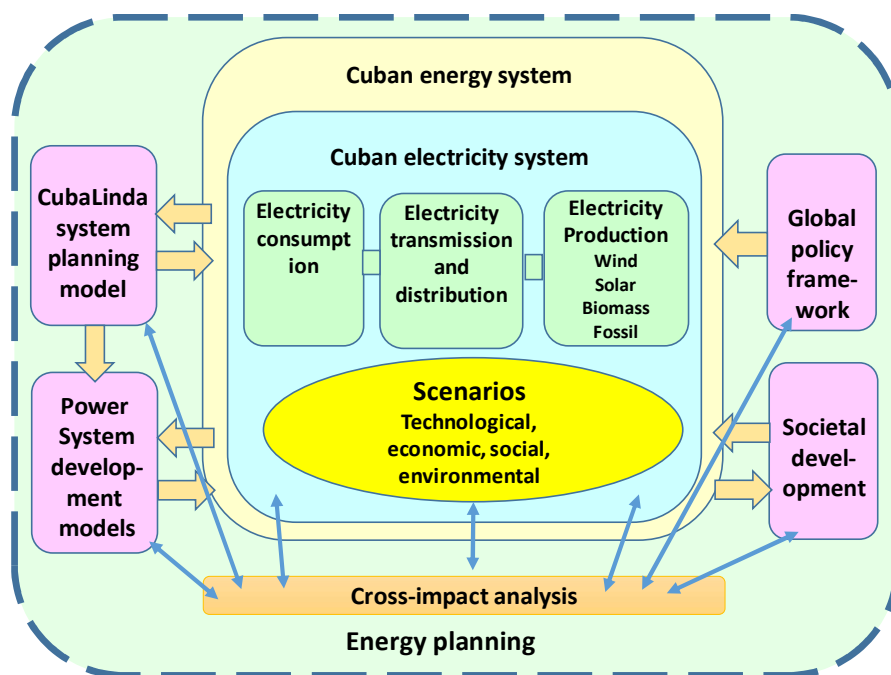 Cuban energy system
Cuban electricity system
CubaLinda
system
planning
model
Electricity
consumpt
ion
Electricity
transmission
and
distribution
Electricity
Production
Wind
Solar
Biomass
Fossil
Global
policy
frame-
work
Power
System
develop-
ment
models
Scenarios
Technological,
economic, social,
environmental
Societal
devel-
opment
Cross-impact analysis
Energy planning